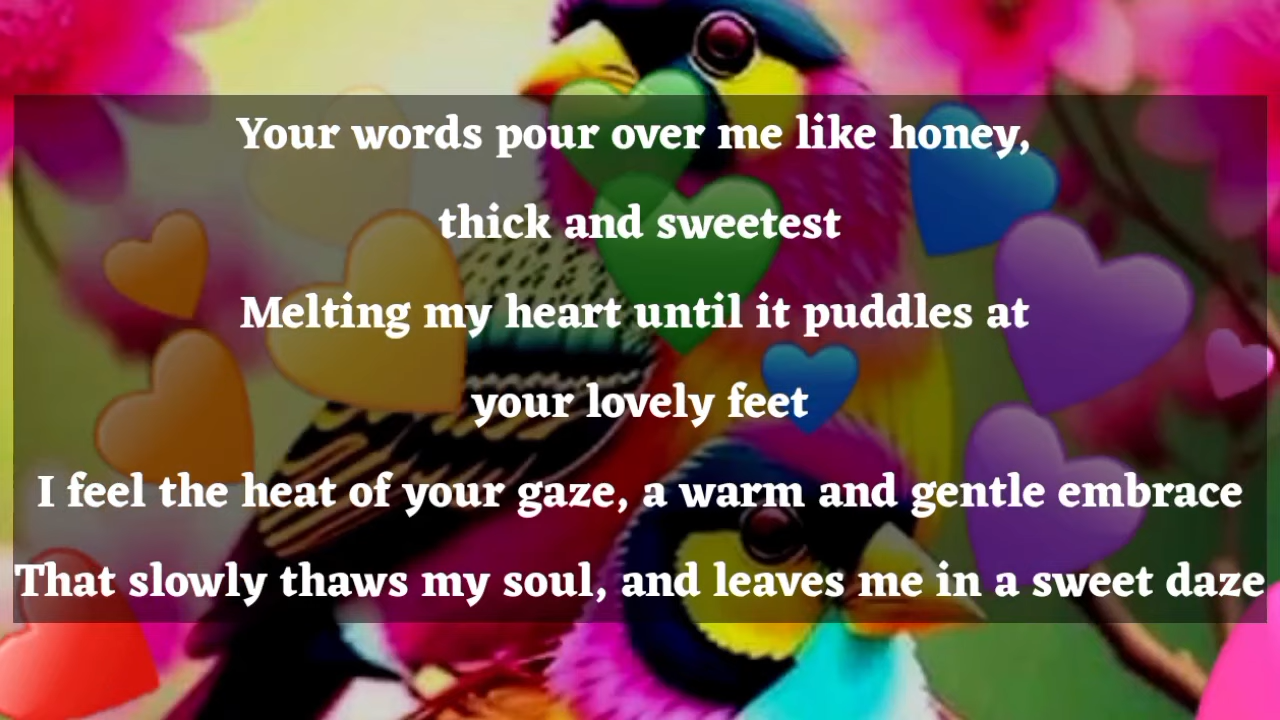 Your words pour over me like honey,
thick and sweetest
Melting my heart until it puddles at
your lovely feet
I feel the heat of your gaze, a warm and gentle embrace
That slowly thaws my soul, and leaves me in a sweet daze